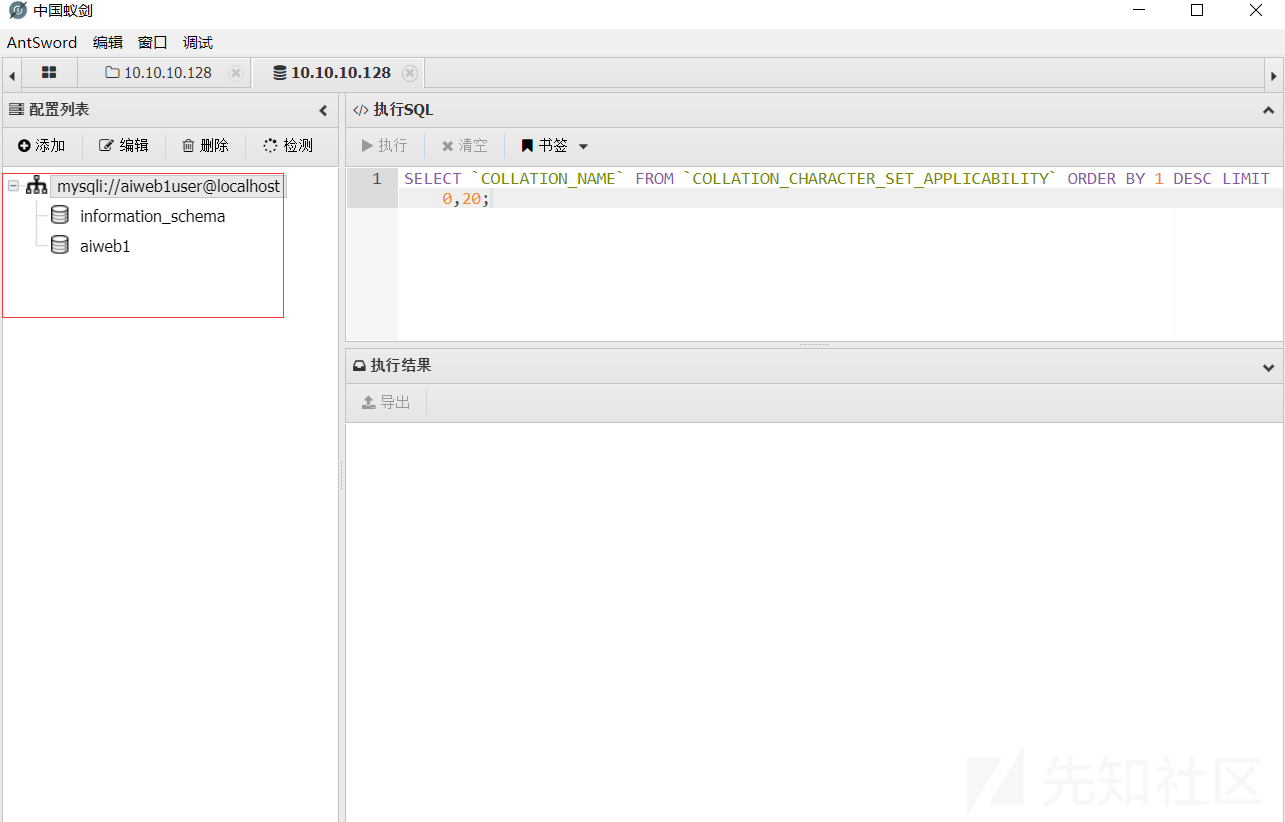 中国蚁剑
AntSword 编辑 窗口 调试
10.10.10.128 10.10.10.128
配置列表
添加 编辑 删除 检测
mysqli://aiweb1user@localhost
information_schema
aiweb1
</> 执行SQL
执行 清空 书签
1 SELECT `COLLATION_NAME` FROM `COLLATION_CHARACTER_SET_APPLICABILITY` ORDER BY 1 DESC LIMIT
0,20;
执行结果
导出
先知社区